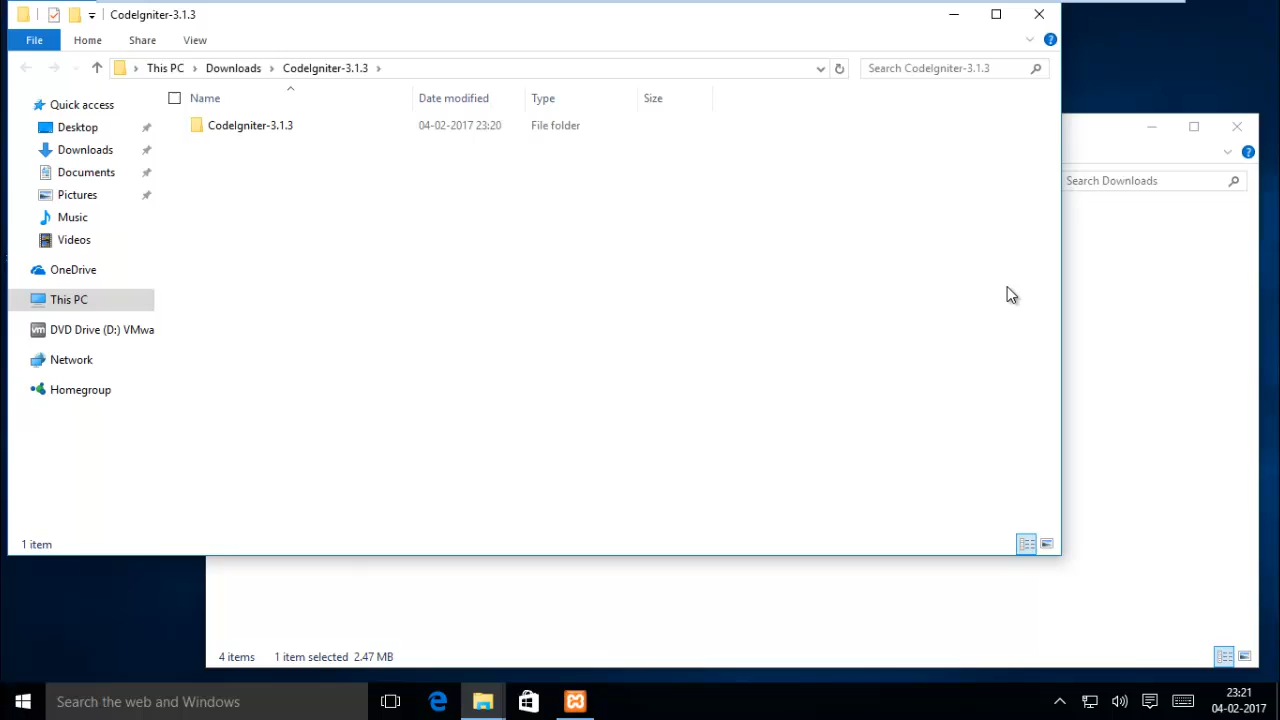 CodeIgniter-3.1.3
File Home Share View
This PC Downloads CodeIgniter-3.1.3
Search CodeIgniter-3.1.3
Name Date modified Type Size
CodeIgniter-3.1.3 04-02-2017 23:20 File folder
Quick access
Desktop
Downloads
Documents
Pictures
Music
Videos
OneDrive
This PC
DVD Drive (D:) VMwa
Network
Homegroup
1 item
Search Downloads
4 items 1 item selected 2.47 MB
Search the web and Windows
23:21
04-02-2017